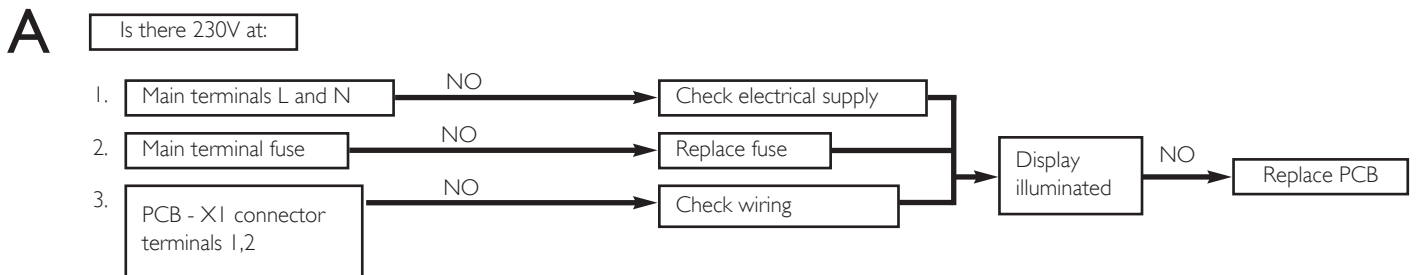 A
Is there 230V at:
1. Main terminals L and N
NO
Check electrical supply
2. Main terminal fuse
NO
Replace fuse
3. PCB - X1 connector
terminals 1,2
NO
Check wiring
Display
illuminated
NO
Replace PCB